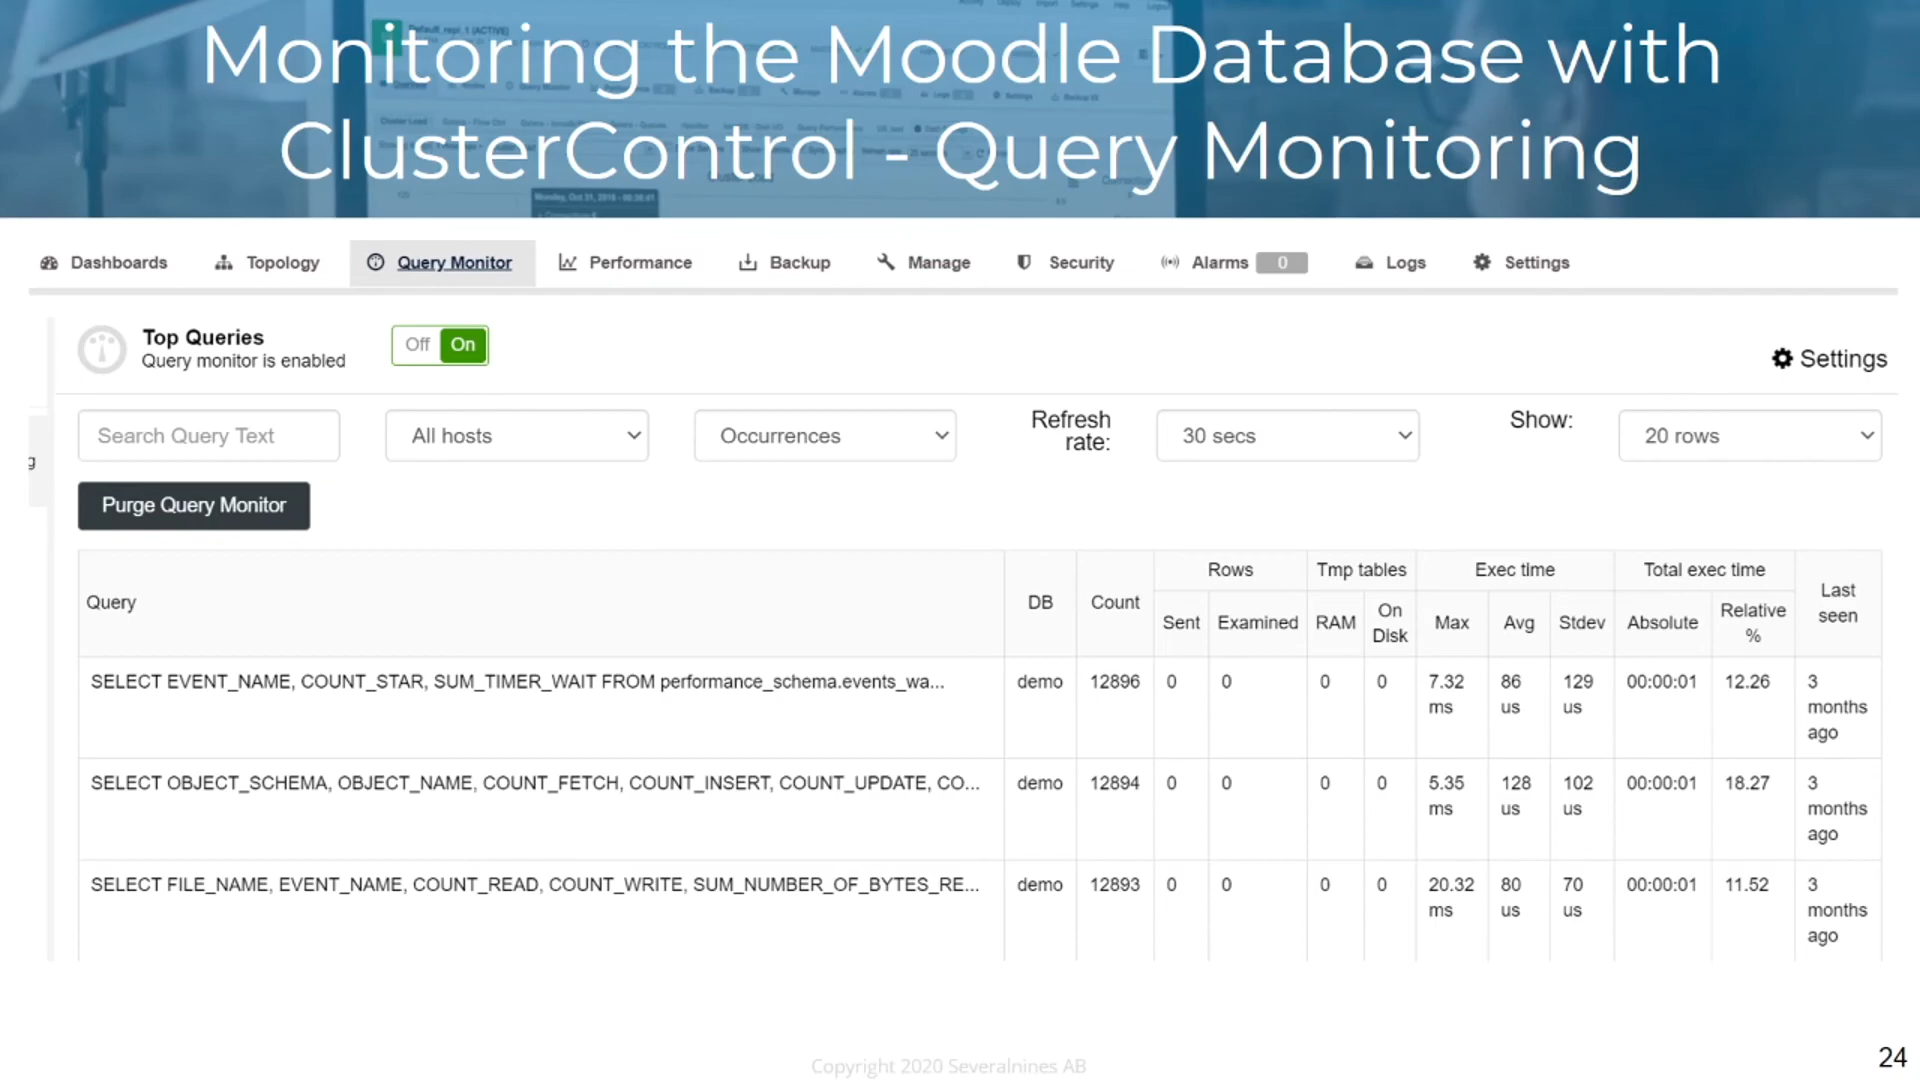 Monitoring the Moodle Database with
ClusterControl - Query Monitoring
Dashboards Topology Query Monitor Performance Backup Manage Security Alarms 0 Logs Settings
Top Queries
Query monitor is enabled
Off On
Settings
Search Query Text All hosts Occurrences Refresh rate: 30 secs Show: 20 rows
g
Purge Query Monitor
Query DB Count Rows Tmp tables Exec time Total exec time Last seen
Sent Examined RAM On Disk Max Avg Stdev Absolute Relative %
SELECT EVENT_NAME, COUNT_STAR, SUM_TIMER_WAIT FROM performance_schema.events_wa... demo 12896 0 0 0 0 7.32 ms 86 us 129 us 00:00:01 12.26 3 months ago
SELECT OBJECT_SCHEMA, OBJECT_NAME, COUNT_FETCH, COUNT_INSERT, COUNT_UPDATE, CO... demo 12894 0 0 0 0 5.35 ms 128 us 102 us 00:00:01 18.27 3 months ago
SELECT FILE_NAME, EVENT_NAME, COUNT_READ, COUNT_WRITE, SUM_NUMBER_OF_BYTES_RE... demo 12893 0 0 0 0 20.32 ms 80 us 70 us 00:00:01 11.52 3 months ago
Copyright 2020 Severalnines AB
24